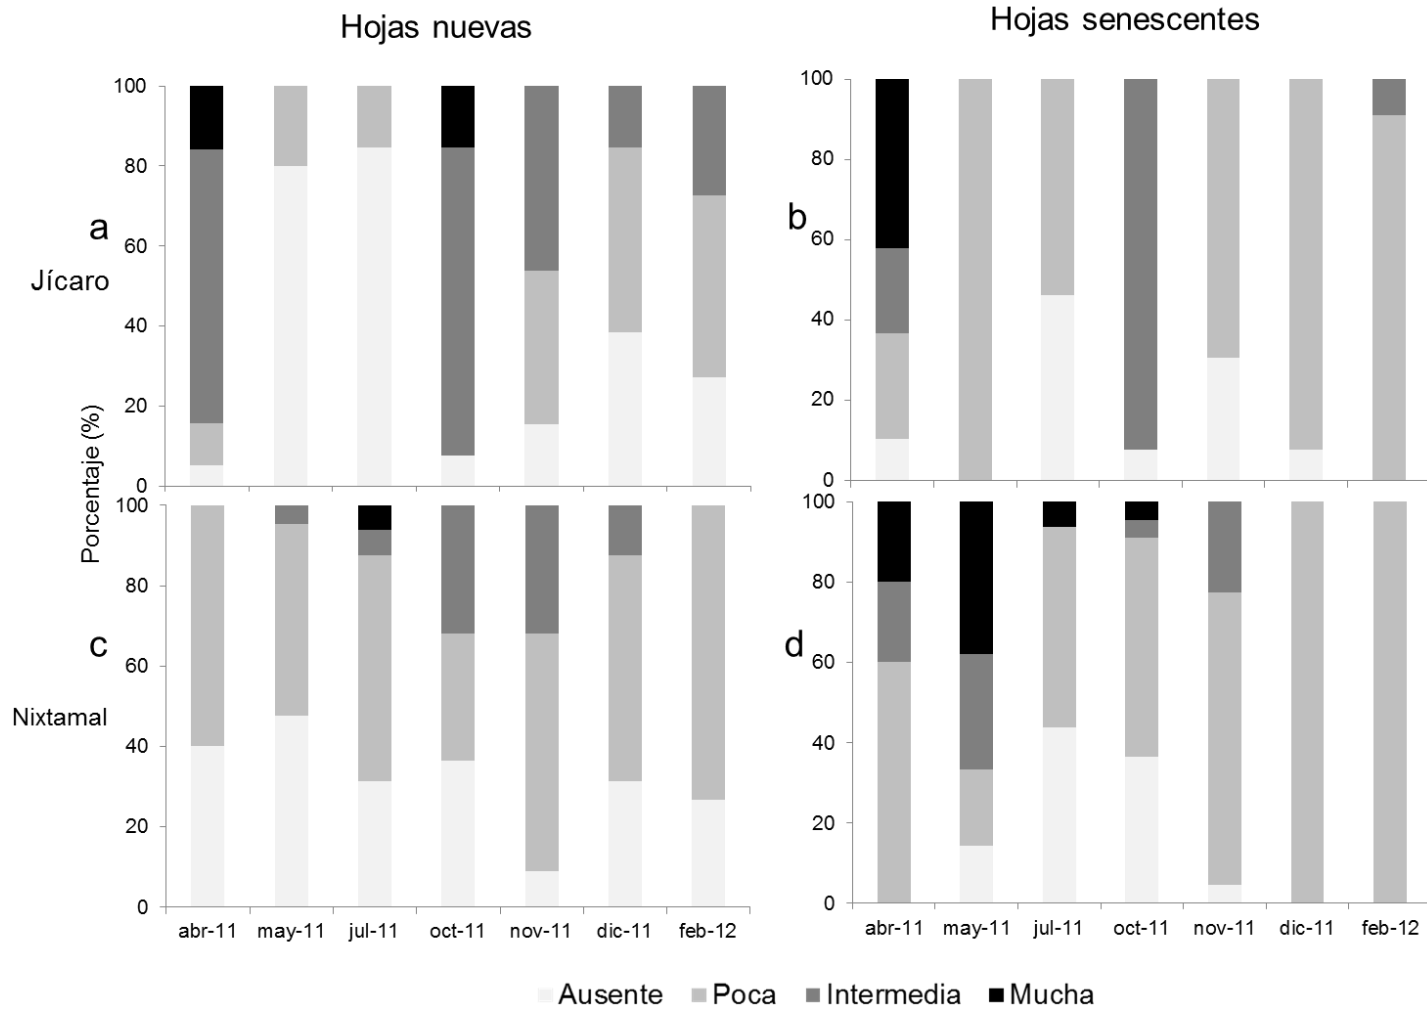 Hojas nuevas
Hojas senescentes
100
80
60
40
20
0
a
Jícaro
100
80
60
40
20
0
b
Porcentaje (%)
100
80
60
40
20
0
c
Nixtamal
100
80
60
40
20
0
d
abr-11 may-11 jul-11 oct-11 nov-11 dic-11 feb-12
abr-11 may-11 jul-11 oct-11 nov-11 dic-11 feb-12
Ausente Poca Intermedia Mucha